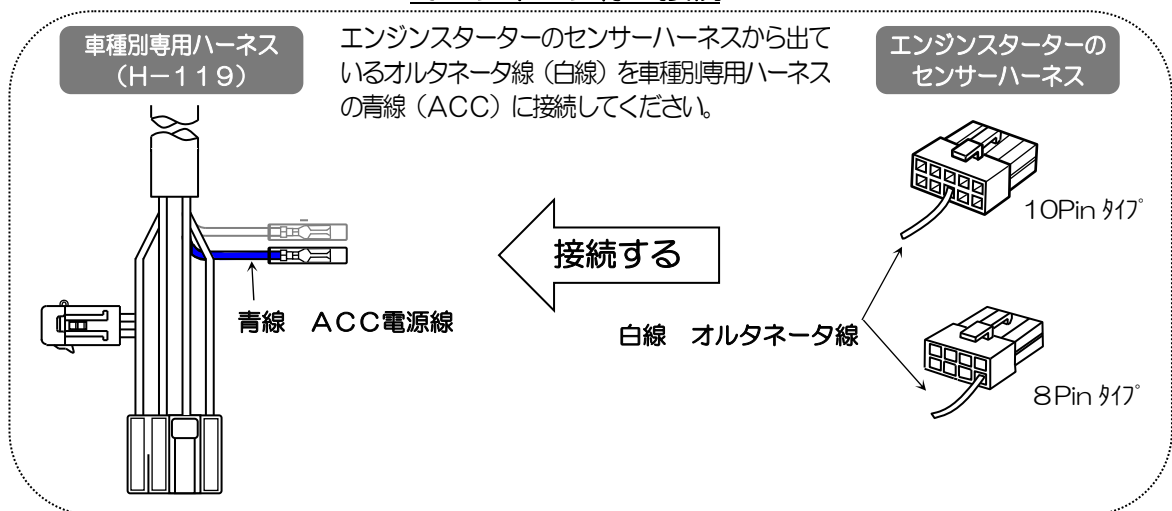 車種別専用ハーネス
（H－119）
エンジンスターターのセンサーハーネスから出て
いるオルタネータ線（白線）を車種別専用ハーネス
の青線（ACC）に接続してください。
エンジンスターターの
センサーハーネス
10Pin ﾀｲﾌﾟ
接続する
青線　ACC電源線
白線　オルタネータ線
8Pin ﾀｲﾌﾟ